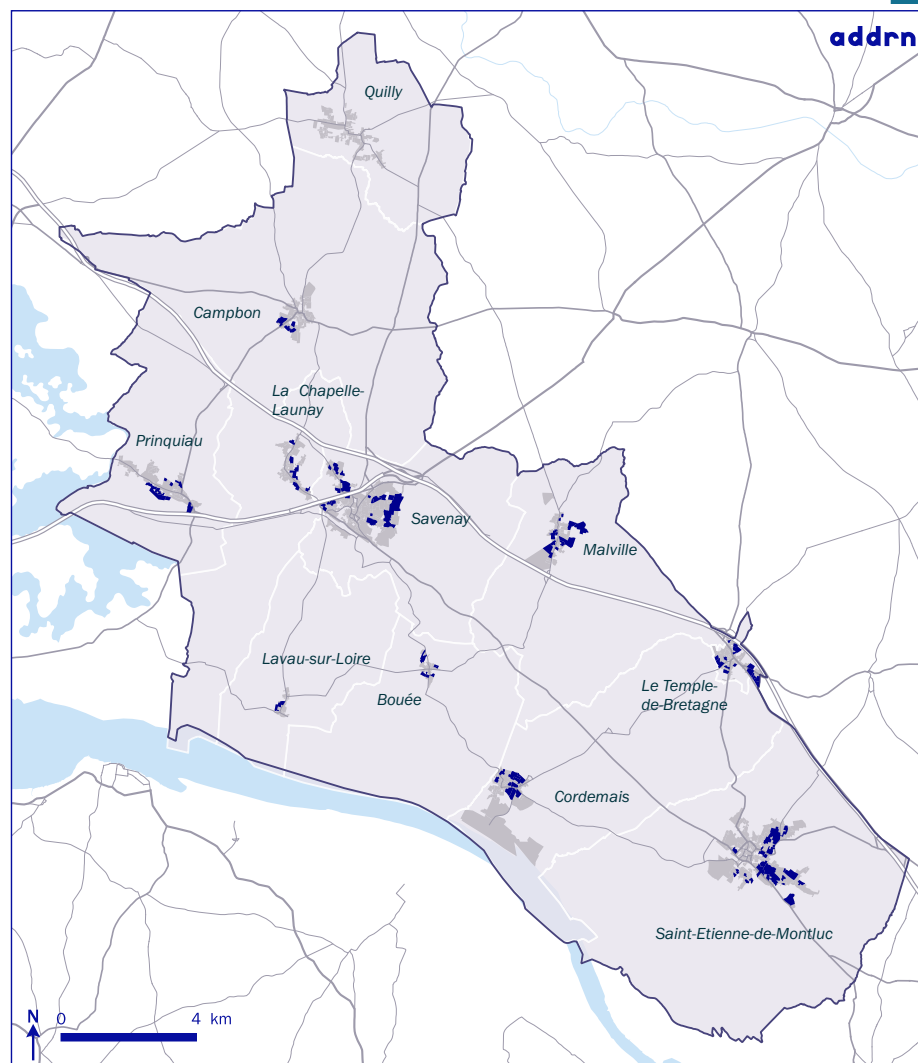 addrn
Quilly
Campbon
La Chapelle-
Launay
Prinquiau
Savenay
Malville
Lavau-sur-Loire
Bouée
Le Temple-
de-Bretagne
Cordemais
Saint-Etienne-de-Montluc
N 0 4 km